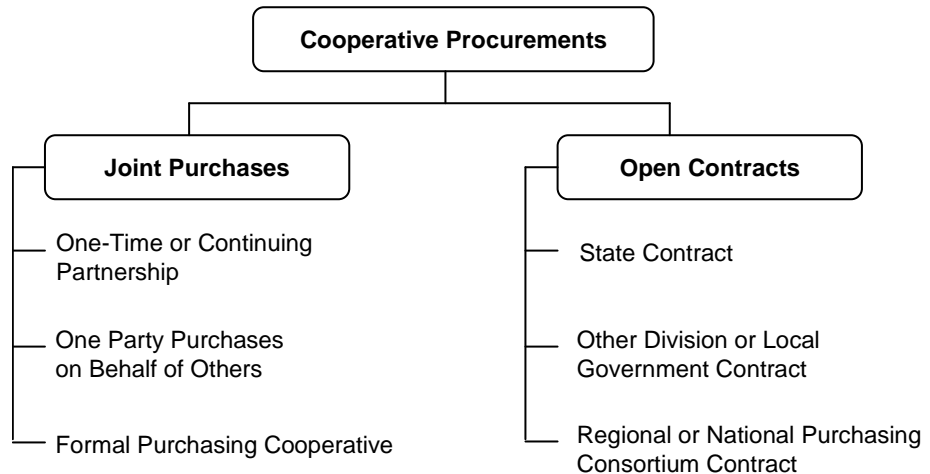 Cooperative Procurements
Joint Purchases
One-Time or Continuing
Partnership
One Party Purchases
on Behalf of Others
Formal Purchasing Cooperative
Open Contracts
State Contract
Other Division or Local
Government Contract
Regional or National Purchasing
Consortium Contract